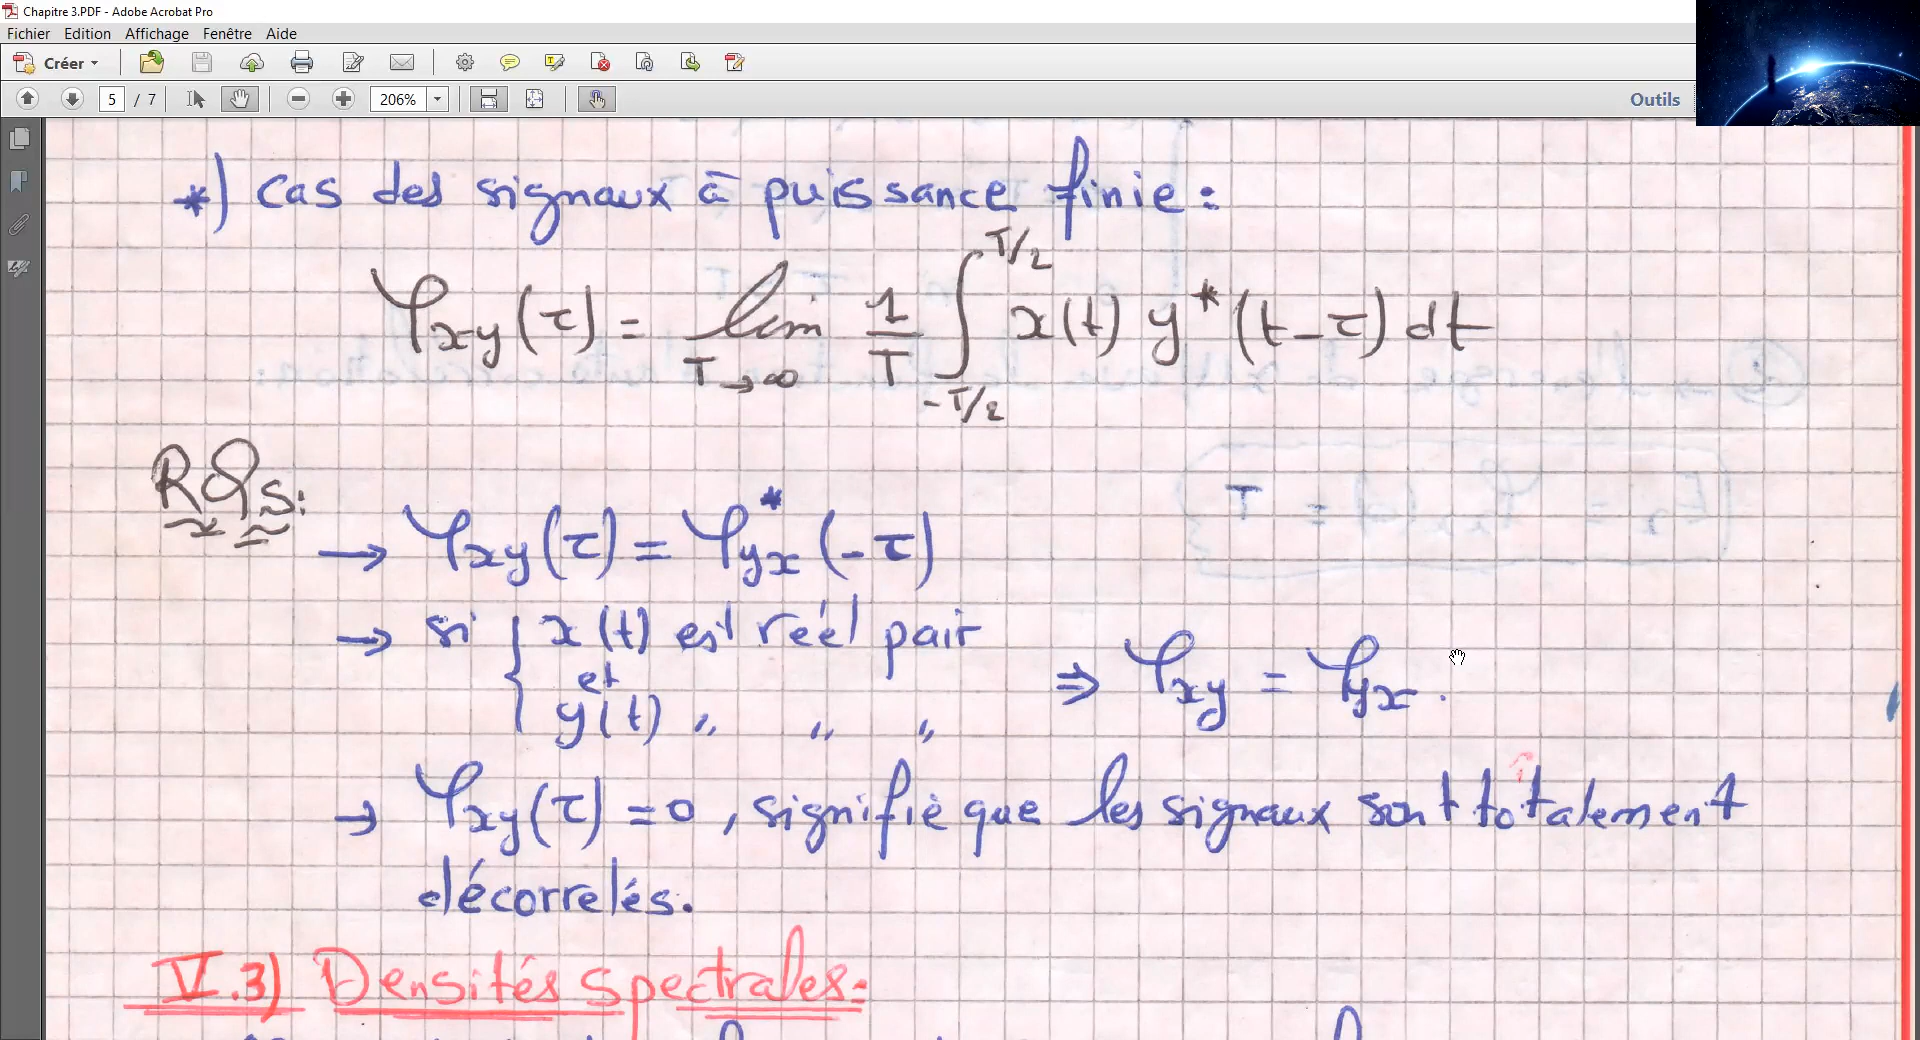 Chapitre 3.PDF - Adobe Acrobat Pro
Fichier Edition Affichage Fenêtre Aide
Créer
5 / 7 206% Outils
*) cas des signaux à puissance finie :
φxy(τ) = lim T→∞ 1/T ∫ -T/2 T/2 x(t) y*(t-τ) dt
RQs:
→ φxy(τ) = φ*yx(-τ)
→ si { x(t) est réél pair
et
y(t) " " "
⇒ φxy = φyx.
→ φxy(τ) = 0, signifie que les signaux sont totalement
décorrelés.
V.3) Densités spectrales: